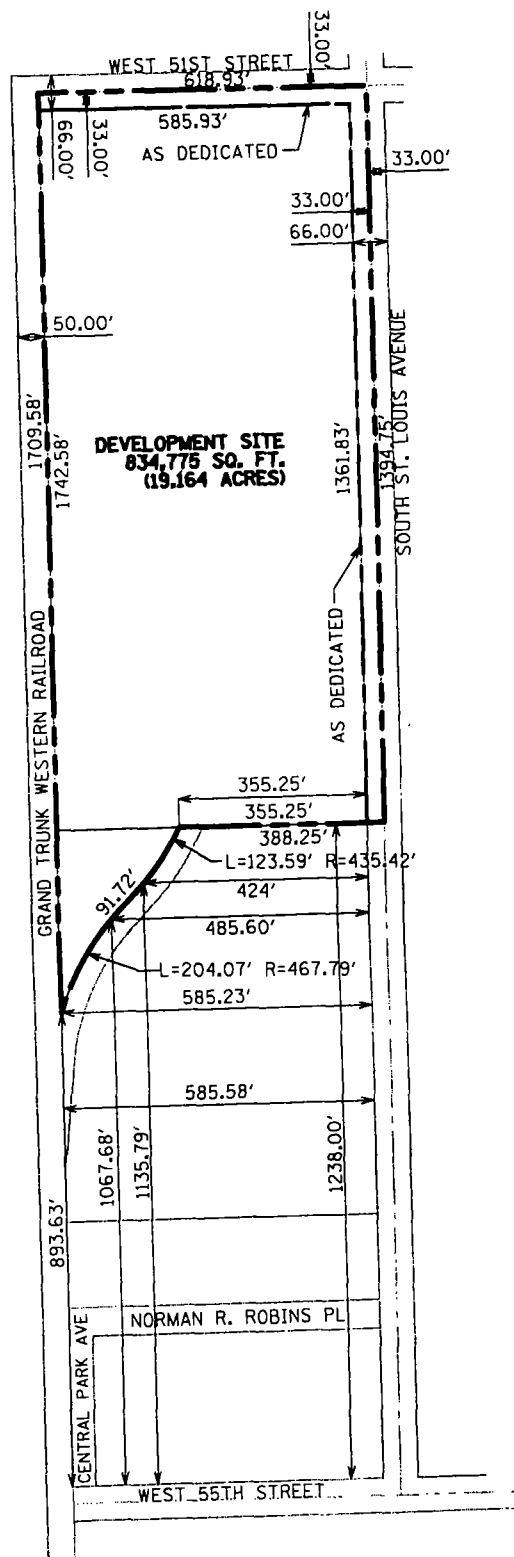 33.00'
WEST 51ST STREET
618.93'
585.93'
AS DEDICATED
66.00'
33.00'
33.00'
33.00'
66.00'
50.00'
1709.58'
1742.58'
DEVELOPMENT SITE
834,775 SQ. FT.
(19.164 ACRES)
1361.83'
1394.75'
SOUTH ST. LOUIS AVENUE
AS DEDICATED
GRAND TRUNK WESTERN RAILROAD
355.25'
355.25'
388.25'
L=123.59' R=435.42'
91.72'
424'
485.60'
L=204.07' R=467.79'
585.23'
585.58'
1067.68'
1135.79'
1238.00'
893.63'
NORMAN R. ROBINS PL
CENTRAL PARK AVE
WEST 55TH STREET